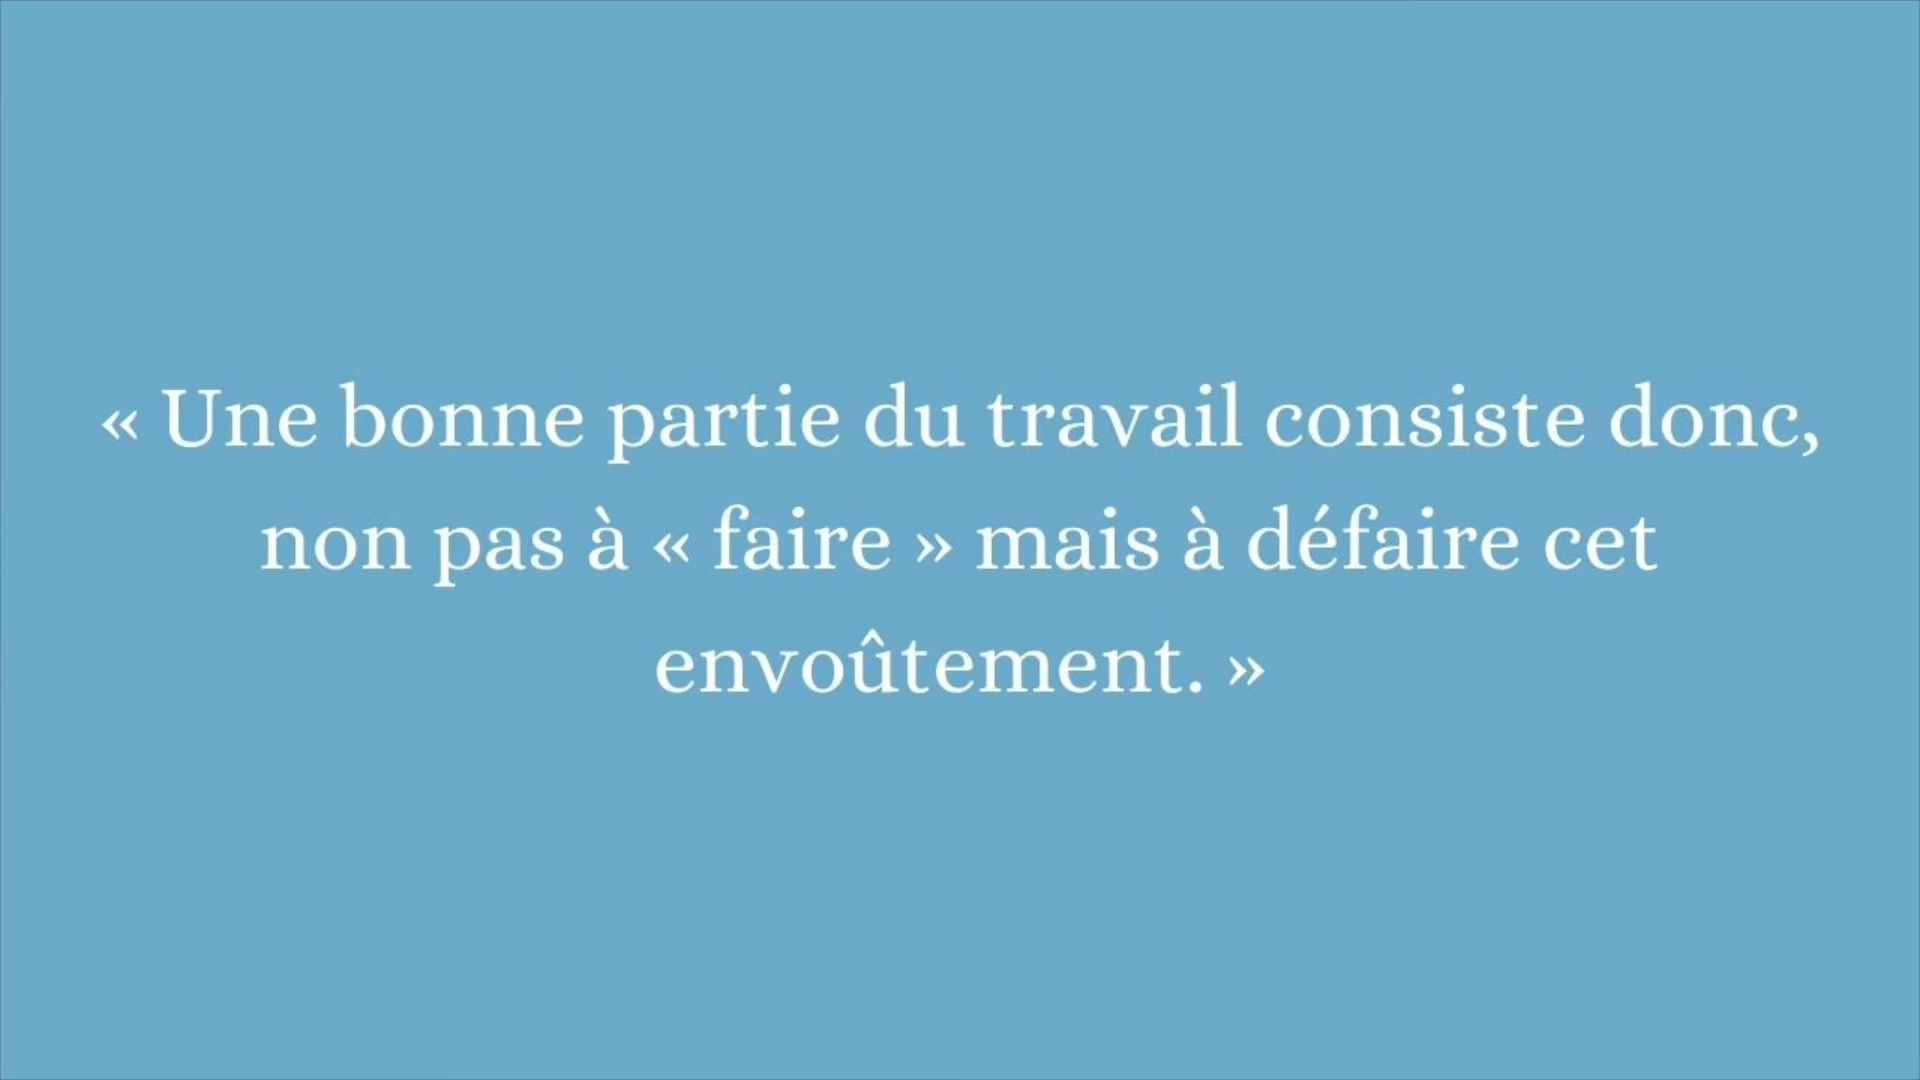 « Une bonne partie du travail consiste donc,
non pas à « faire » mais à défaire cet
envoûtement. »